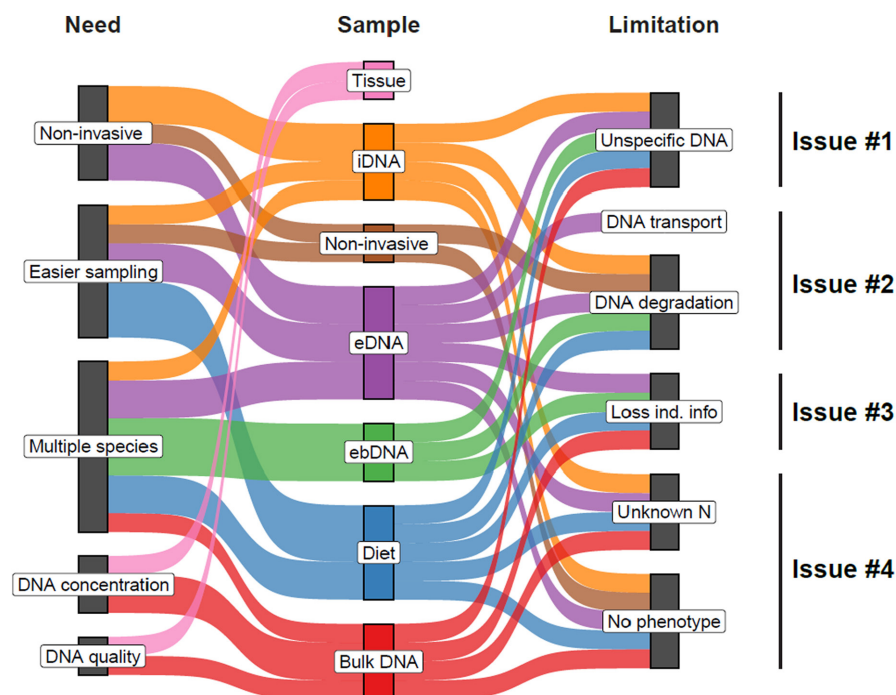 Need
Sample
Limitation
Non-invasive
Easier sampling
Multiple species
DNA concentration
DNA quality
Tissue
iDNA
Non-invasive
eDNA
ebDNA
Diet
Bulk DNA
Unspecific DNA
DNA transport
DNA degradation
Loss ind. info
Unknown N
No phenotype
Issue #1
Issue #2
Issue #3
Issue #4